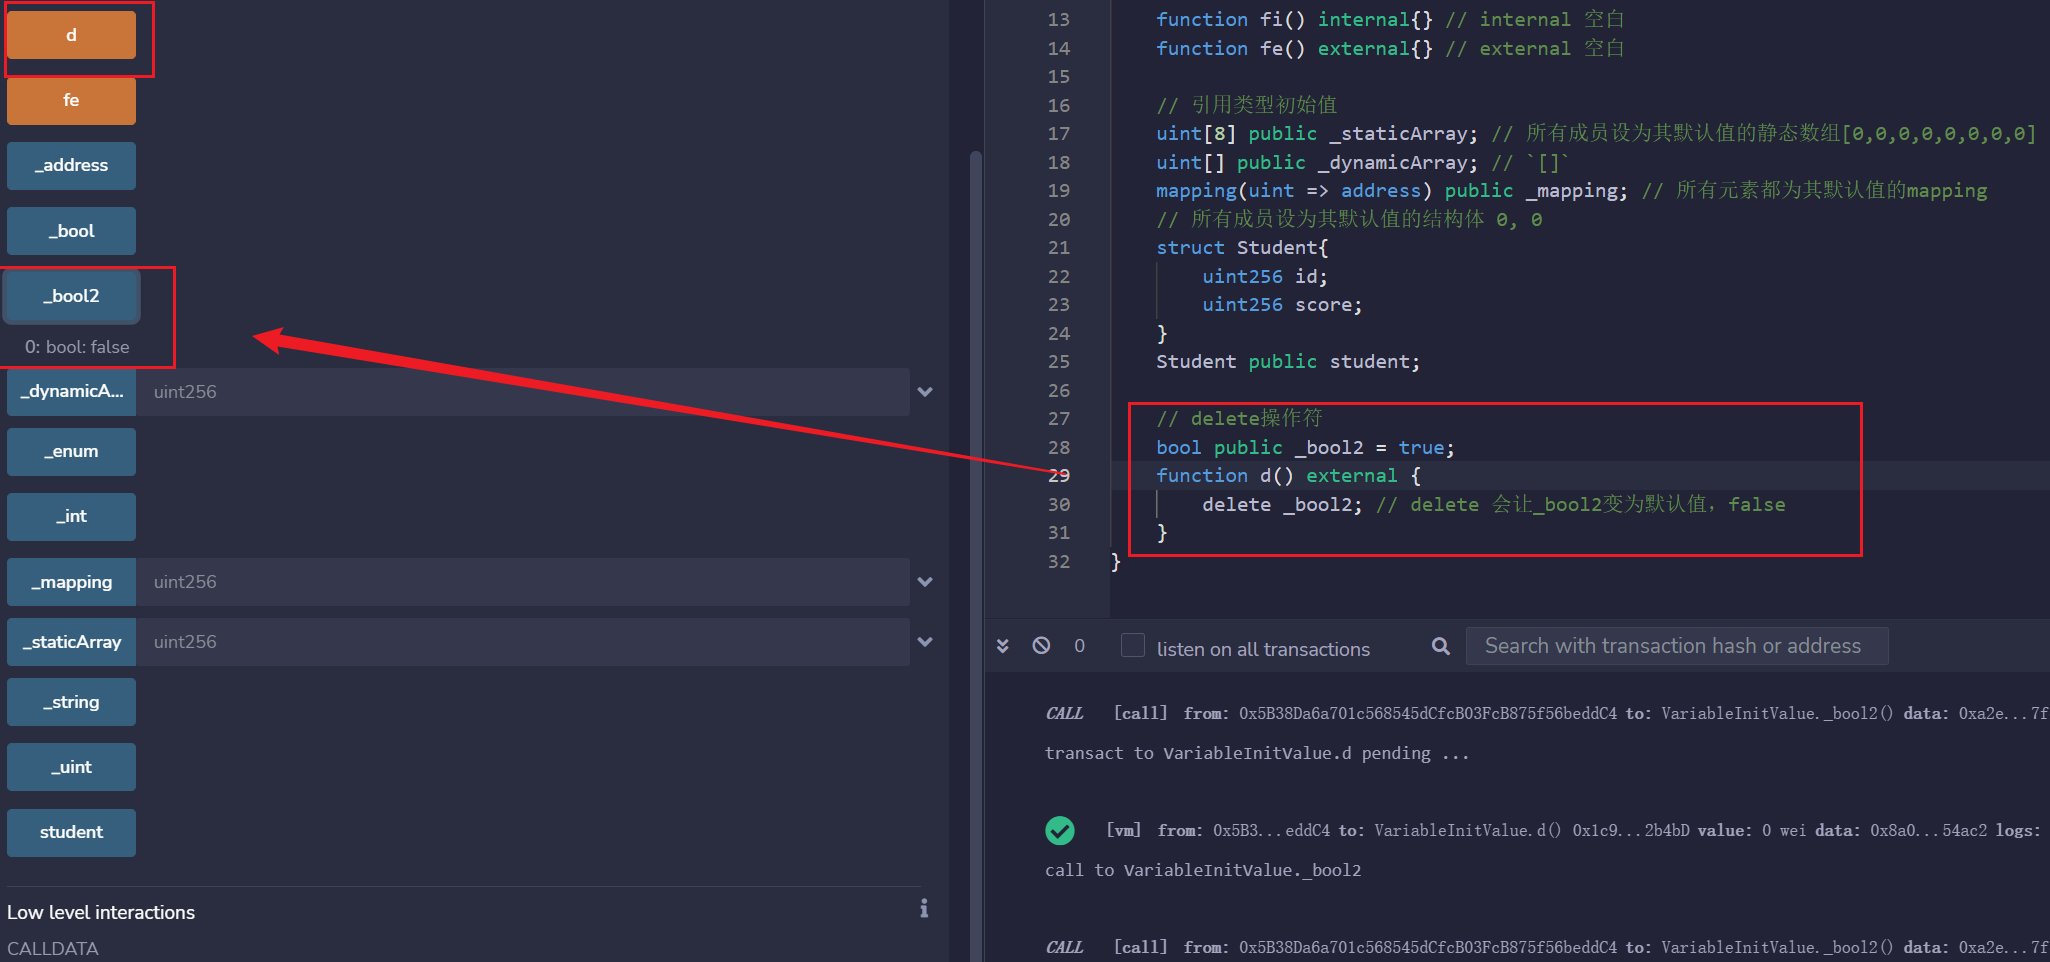 d
fe
_address
_bool
_bool2
0: bool: false
_dynamicA...
uint256
_enum
_int
_mapping
uint256
_staticArray
uint256
_string
_uint
student
Low level interactions
CALLDATA
13 function fi() internal{} // internal 空白
14 function fe() external{} // external 空白
15
16 // 引用类型初始值
17 uint[8] public _staticArray; // 所有成员设为其默认值的静态数组[0,0,0,0,0,0,0,0]
18 uint[] public _dynamicArray; // `[]`
19 mapping(uint => address) public _mapping; // 所有元素都为其默认值的mapping
20 // 所有成员设为其默认值的结构体 0, 0
21 struct Student{
22 uint256 id;
23 uint256 score;
24 }
25 Student public student;
26
27 // delete操作符
28 bool public _bool2 = true;
29 function d() external {
30 delete _bool2; // delete 会让_bool2变为默认值，false
31 }
32 }
0 listen on all transactions Search with transaction hash or address
CALL [call] from: 0x5B38Da6a701c568545dCfcB03FcB875f56beddC4 to: VariableInitValue._bool2() data: 0xa2e...7f
transact to VariableInitValue.d pending ...
[vm] from: 0x5B3...eddC4 to: VariableInitValue.d() 0x1c9...2b4bD value: 0 wei data: 0x8a0...54ac2 logs:
call to VariableInitValue._bool2
CALL [call] from: 0x5B38Da6a701c568545dCfcB03FcB875f56beddC4 to: VariableInitValue._bool2() data: 0xa2e...7f